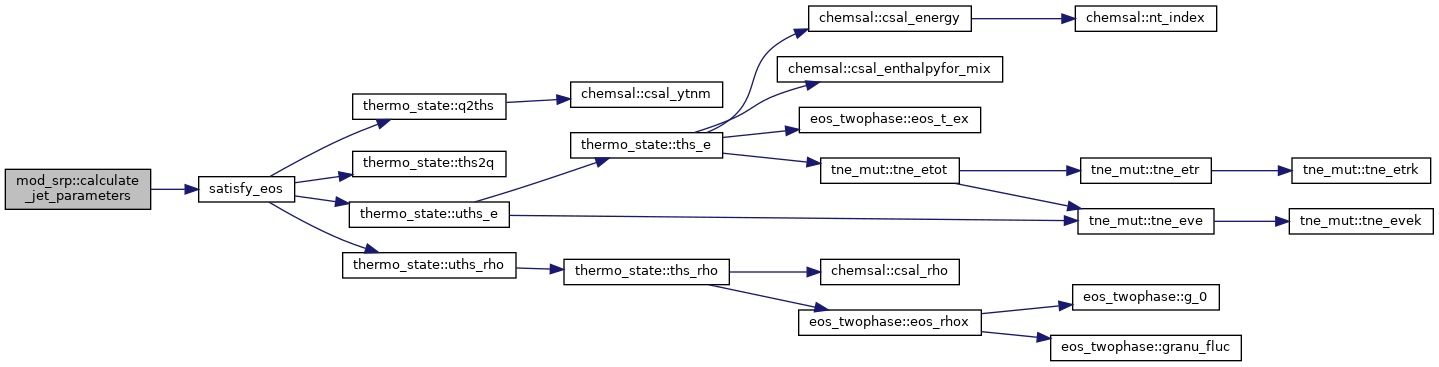 mod_srp::calculate
_jet_parameters
satisfy_eos
thermo_state::q2ths
chemsal::csal_ytnm
thermo_state::ths2q
thermo_state::uths_e
thermo_state::ths_e
chemsal::csal_energy
chemsal::nt_index
chemsal::csal_enthalpyfor_mix
eos_twophase::eos_t_ex
tne_mut::tne_etot
tne_mut::tne_etr
tne_mut::tne_etrk
tne_mut::tne_eve
tne_mut::tne_evek
thermo_state::uths_rho
thermo_state::ths_rho
chemsal::csal_rho
eos_twophase::eos_rhox
eos_twophase::g_0
eos_twophase::granu_fluc